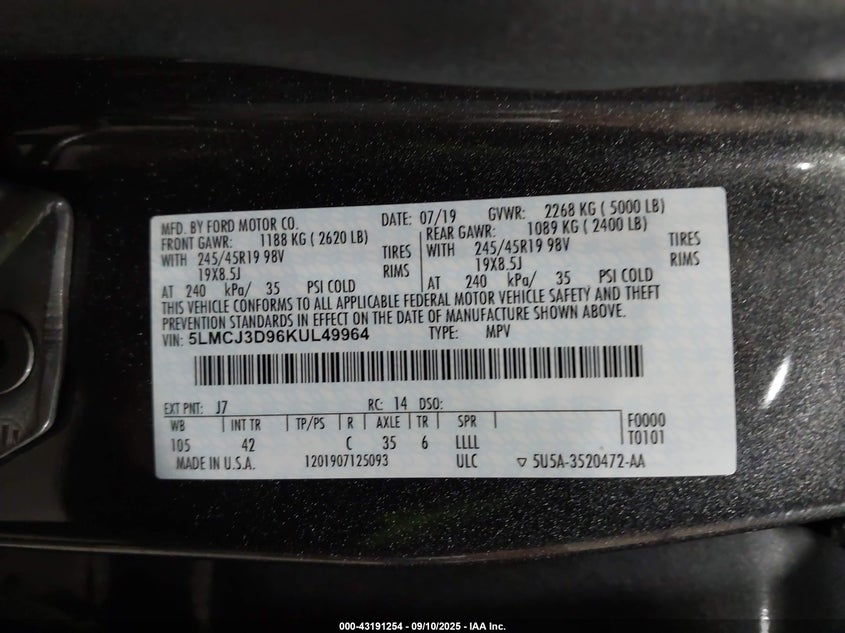 MFD. BY FORD MOTOR CO. DATE: 07/19 GVWR: 2268 KG ( 5000 LB)
FRONT GAWR: 1188 KG ( 2620 LB) REAR GAWR: 1089 KG ( 2400 LB)
WITH 245/45R19 98V TIRES WITH 245/45R19 98V TIRES
19X8.5J RIMS 19X8.5J RIMS
AT 240 kPa/ 35 PSI COLD AT 240 kPa/ 35 PSI COLD
THIS VEHICLE CONFORMS TO ALL APPLICABLE FEDERAL MOTOR VEHICLE SAFETY AND THEFT
PREVENTION STANDARDS IN EFFECT ON THE DATE OF MANUFACTURE SHOWN ABOVE.
VIN: 5LMCJ3D96KUL49964 TYPE: MPV
EXT PNT: J7 RC: 14 DSO:
WB INT TR TP/PS R AXLE TR SPR F0000
105 42 C 35 6 LLLL T0101
MADE IN U.S.A. 1201907125093 ULC ▽ 5U5A-3520472-AA
000-43191254 - 09/10/2025 - IAA Inc.